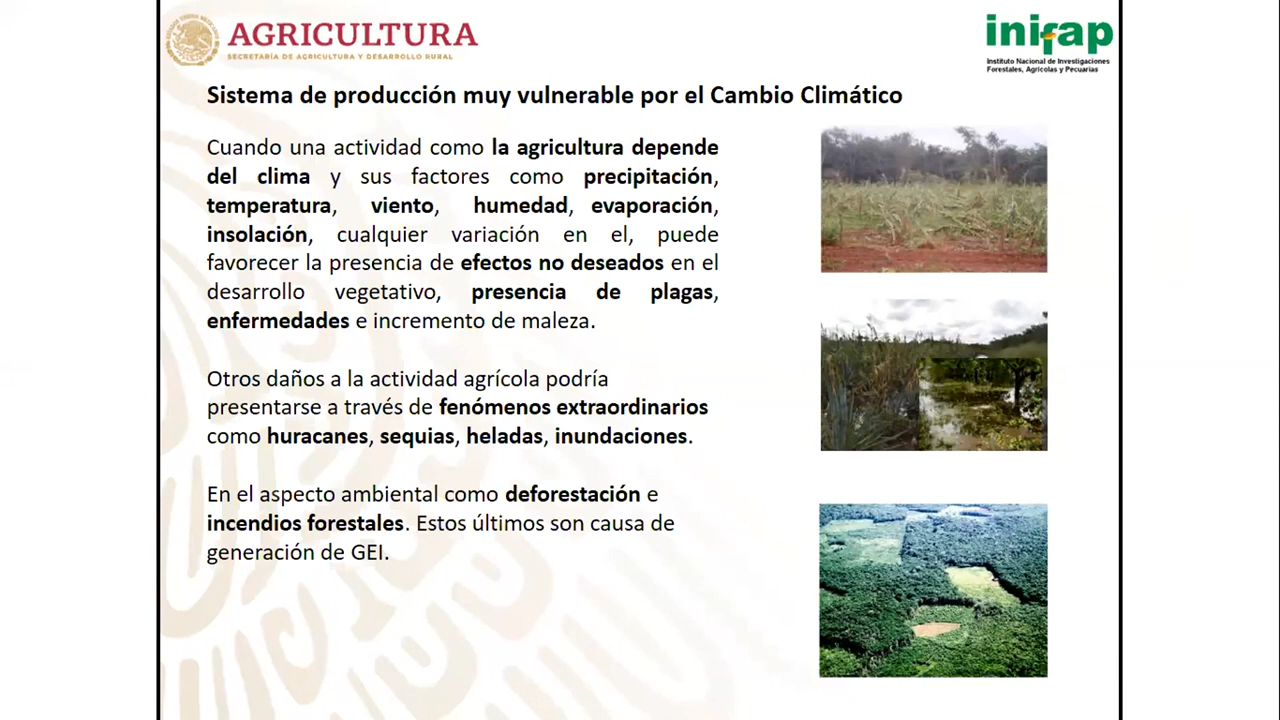 AGRICULTURA
SECRETARÍA DE AGRICULTURA Y DESARROLLO RURAL
inifap
Instituto Nacional de Investigaciones
Forestales, Agrícolas y Pecuarias
Sistema de producción muy vulnerable por el Cambio Climático
Cuando una actividad como la agricultura depende
del clima y sus factores como precipitación,
temperatura, viento, humedad, evaporación,
insolación, cualquier variación en el, puede
favorecer la presencia de efectos no deseados en el
desarrollo vegetativo, presencia de plagas,
enfermedades e incremento de maleza.
Otros daños a la actividad agrícola podría
presentarse a través de fenómenos extraordinarios
como huracanes, sequias, heladas, inundaciones.
En el aspecto ambiental como deforestación e
incendios forestales. Estos últimos son causa de
generación de GEI.